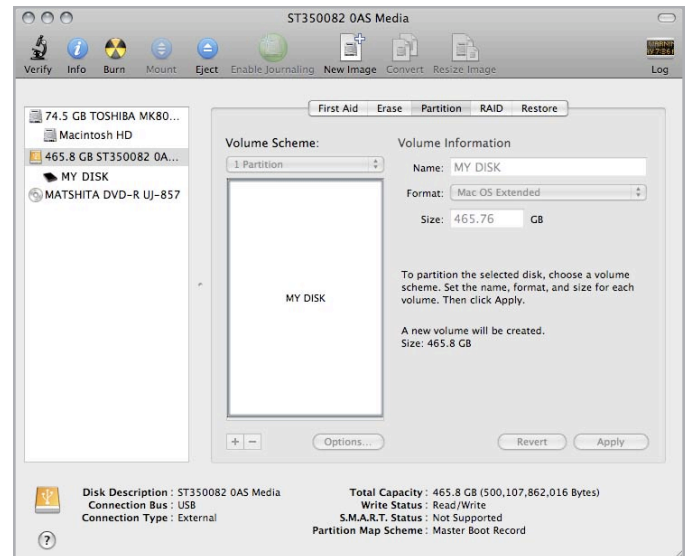 ST350082 0AS Media
Verify Info Burn Mount Eject Enable Journaling New Image Convert Resize Image Log
First Aid Erase Partition RAID Restore
74.5 GB TOSHIBA MK80...
Macintosh HD
465.8 GB ST350082 0A...
MY DISK
MATSHITA DVD-R UJ-857
Volume Scheme:
1 Partition
MY DISK
+ − Options...
Volume Information
Name: MY DISK
Format: Mac OS Extended
Size: 465.76 GB
To partition the selected disk, choose a volume
scheme. Set the name, format, and size for each
volume. Then click Apply.
A new volume will be created.
Size: 465.8 GB
Revert Apply
Disk Description : ST350082 0AS Media
Connection Bus : USB
Connection Type : External
Total Capacity : 465.8 GB (500,107,862,016 Bytes)
Write Status : Read/Write
S.M.A.R.T. Status : Not Supported
Partition Map Scheme : Master Boot Record
?